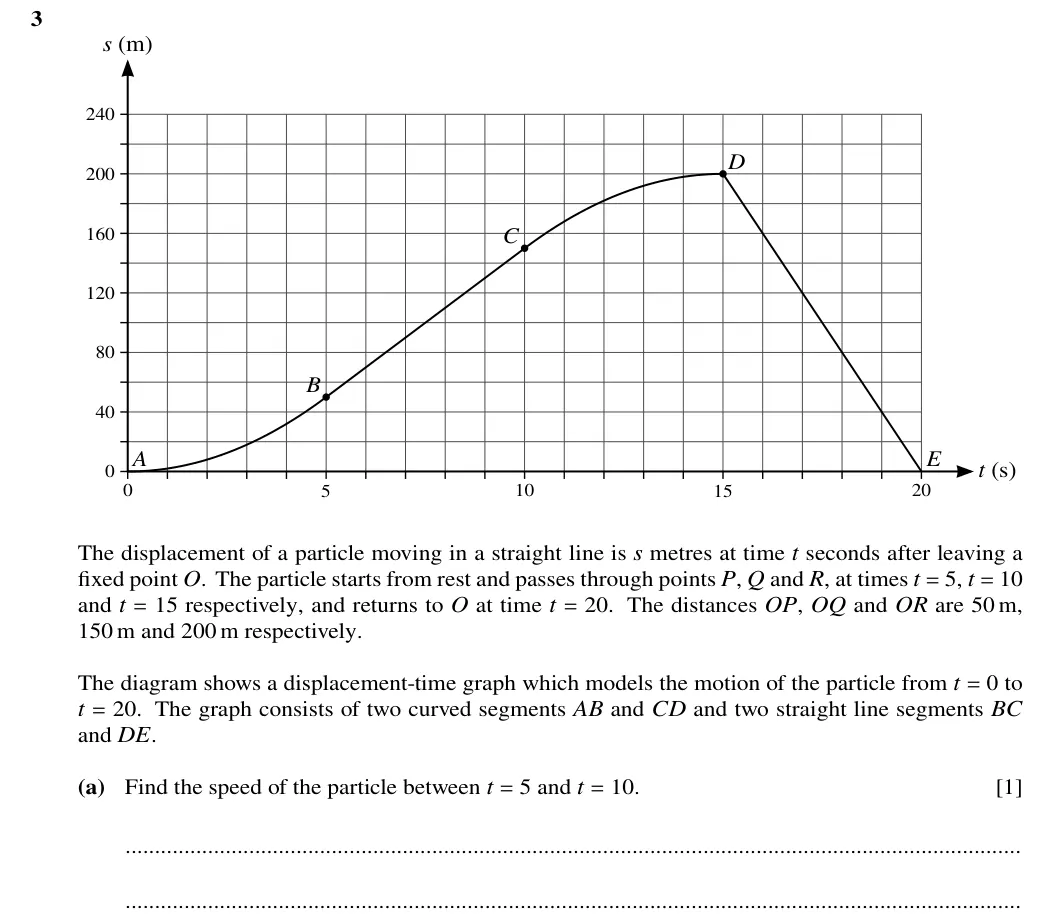 3
s (m)
240
200
160
120
80
40
0
A
B
C
D
E
t (s)
0
5
10
15
20
The displacement of a particle moving in a straight line is s metres at time t seconds after leaving a
fixed point O. The particle starts from rest and passes through points P, Q and R, at times t = 5, t = 10
and t = 15 respectively, and returns to O at time t = 20. The distances OP, OQ and OR are 50 m,
150 m and 200 m respectively.
The diagram shows a displacement-time graph which models the motion of the particle from t = 0 to
t = 20. The graph consists of two curved segments AB and CD and two straight line segments BC
and DE.
(a) Find the speed of the particle between t = 5 and t = 10. [1]